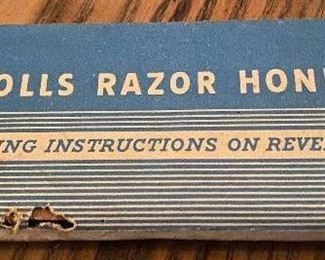 OLLS RAZOR HON
ING INSTRUCTIONS ON REVE